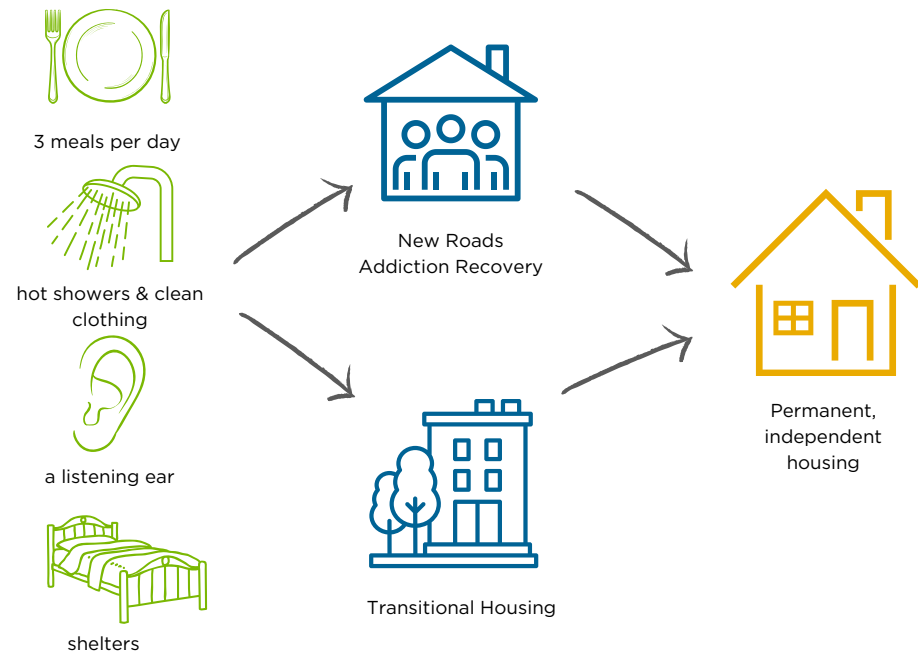 3 meals per day
hot showers & clean
clothing
a listening ear
shelters
New Roads
Addiction Recovery
Transitional Housing
Permanent,
independent
housing